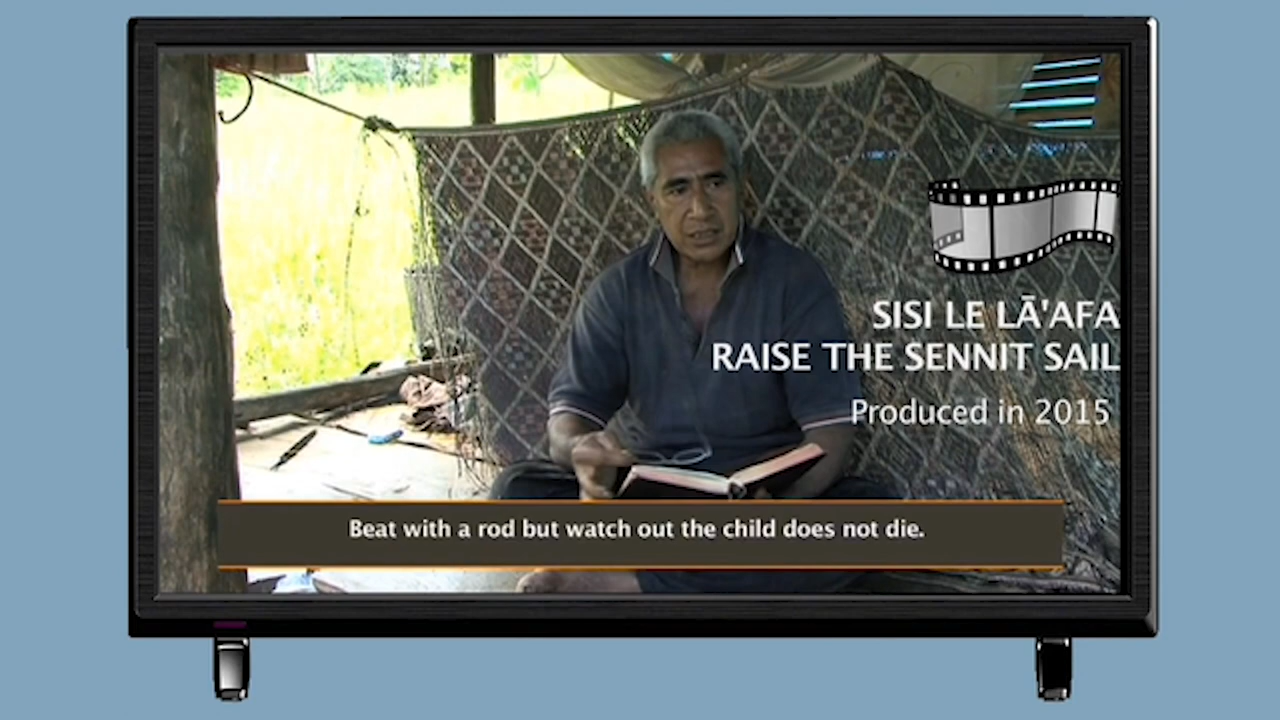 SISI LE LĀ'AFA
RAISE THE SENNIT SAIL
Produced in 2015
Beat with a rod but watch out the child does not die.